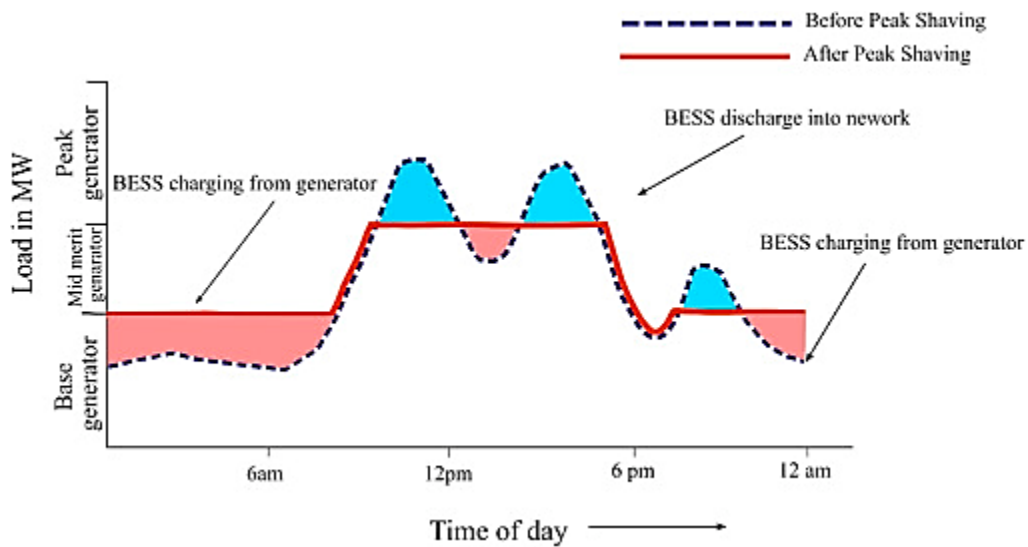 Before Peak Shaving
After Peak Shaving
BESS discharge into nework
BESS charging from generator
BESS charging from generator
Load in MW
Peak
generator
Mid merit
genarator
Base
generator
6am
12pm
6 pm
12 am
Time of day